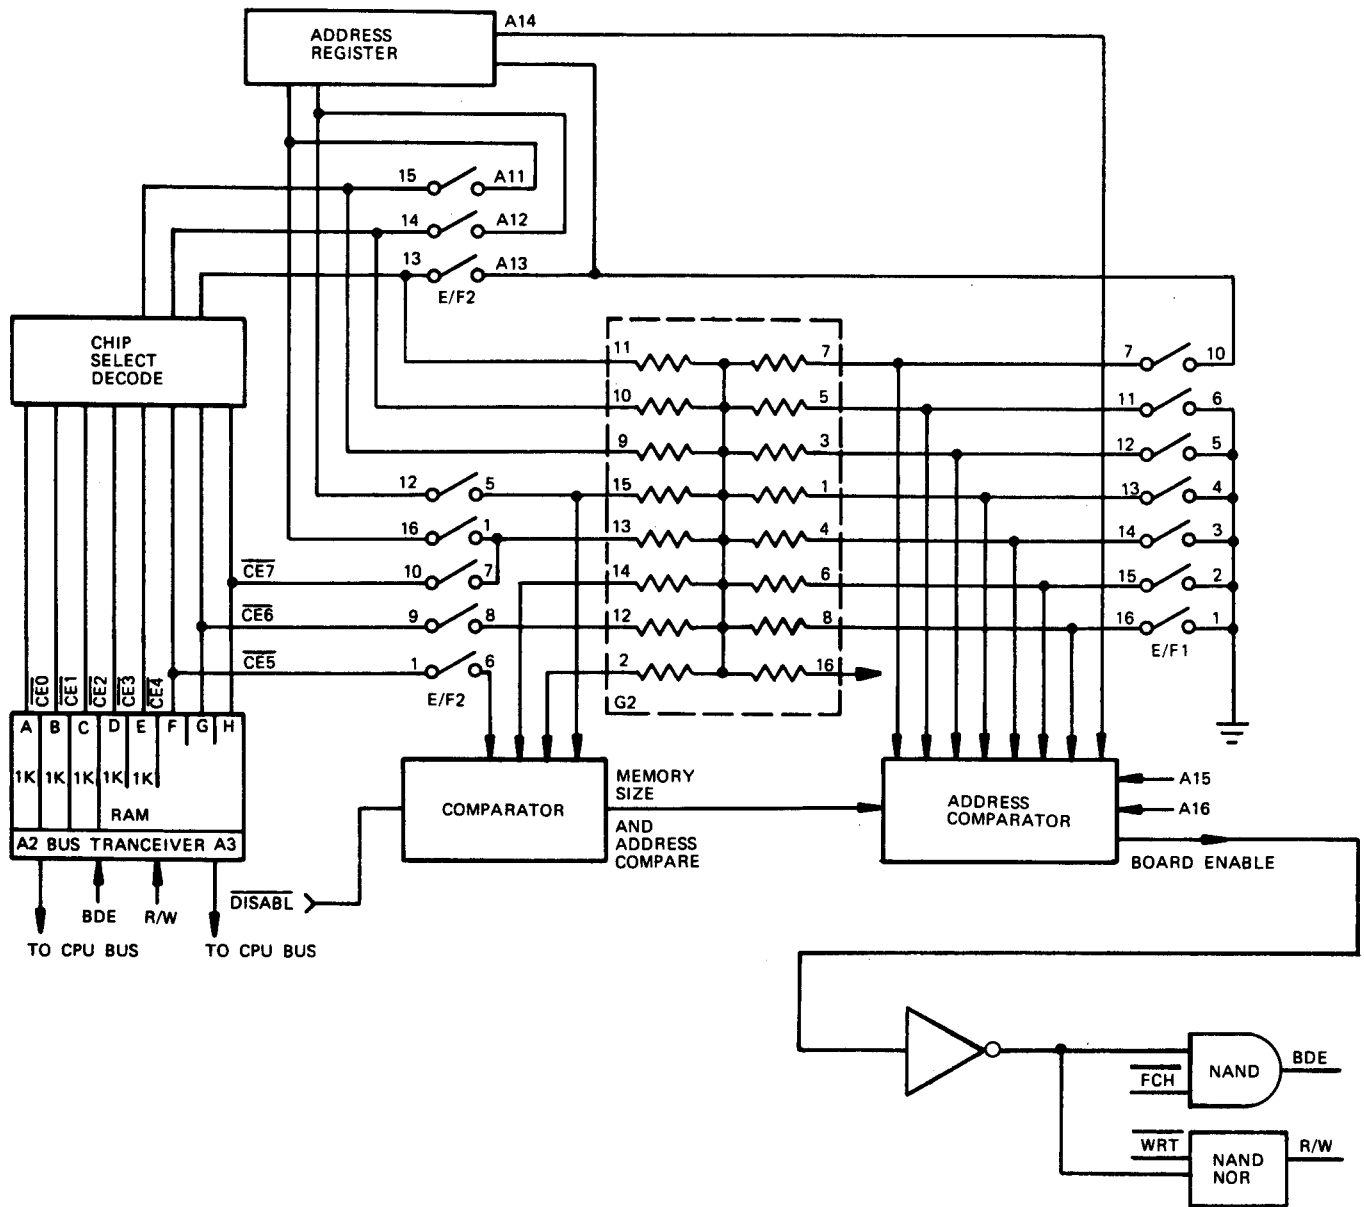 ADDRESS
REGISTER
A14
15
A11
14
A12
13
A13
E/F2
CHIP
SELECT
DECODE
11
7
7
10
10
5
11
6
9
3
12
5
12
5
15
1
13
4
16
1
13
4
14
3
CE7
10
7
14
6
15
2
CE6
9
8
12
8
16
1
CE5
1
6
2
16
E/F2
G2
E/F1
CE0
CE1
CE2
CE3
CE4
A
B
C
D
E
F
G
H
1K
1K
1K
1K
1K
RAM
A2 BUS TRANCEIVER A3
BDE
R/W
TO CPU BUS
TO CPU BUS
DISABL
COMPARATOR
MEMORY
SIZE
AND
ADDRESS
COMPARE
ADDRESS
COMPARATOR
A15
A16
BOARD ENABLE
FCH
NAND
BDE
WRT
NAND
NOR
R/W